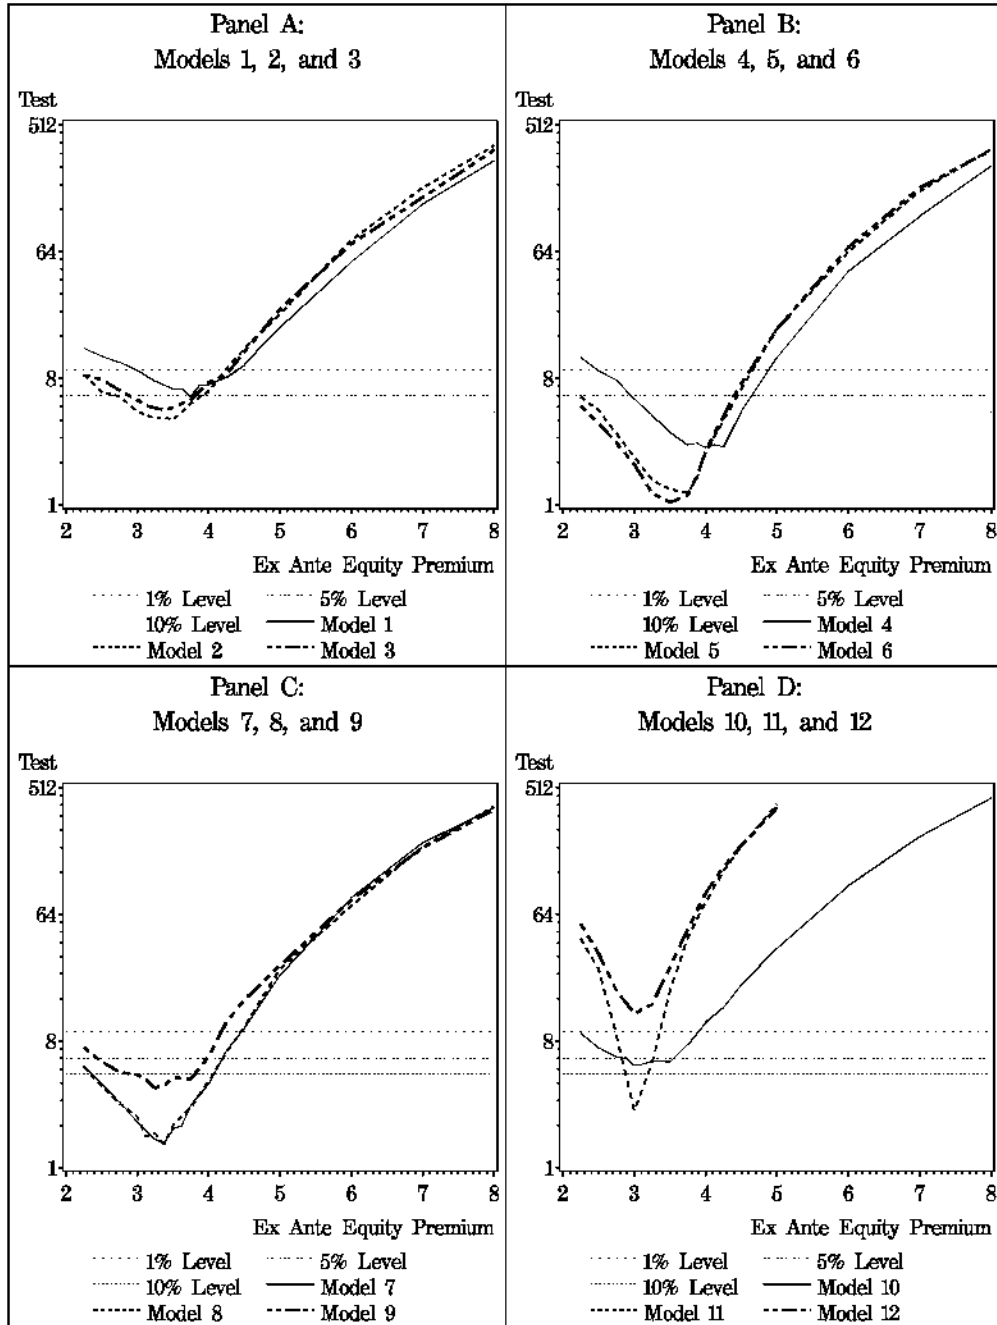 Panel A:
Models 1, 2, and 3
Test
512
64
8
1
2 3 4 5 6 7 8
Ex Ante Equity Premium
1% Level 5% Level
10% Level Model 1
Model 2 Model 3
Panel B:
Models 4, 5, and 6
Test
512
64
8
1
2 3 4 5 6 7 8
Ex Ante Equity Premium
1% Level 5% Level
10% Level Model 4
Model 5 Model 6
Panel C:
Models 7, 8, and 9
Test
512
64
8
1
2 3 4 5 6 7 8
Ex Ante Equity Premium
1% Level 5% Level
10% Level Model 7
Model 8 Model 9
Panel D:
Models 10, 11, and 12
Test
512
64
8
1
2 3 4 5 6 7 8
Ex Ante Equity Premium
1% Level 5% Level
10% Level Model 10
Model 11 Model 12